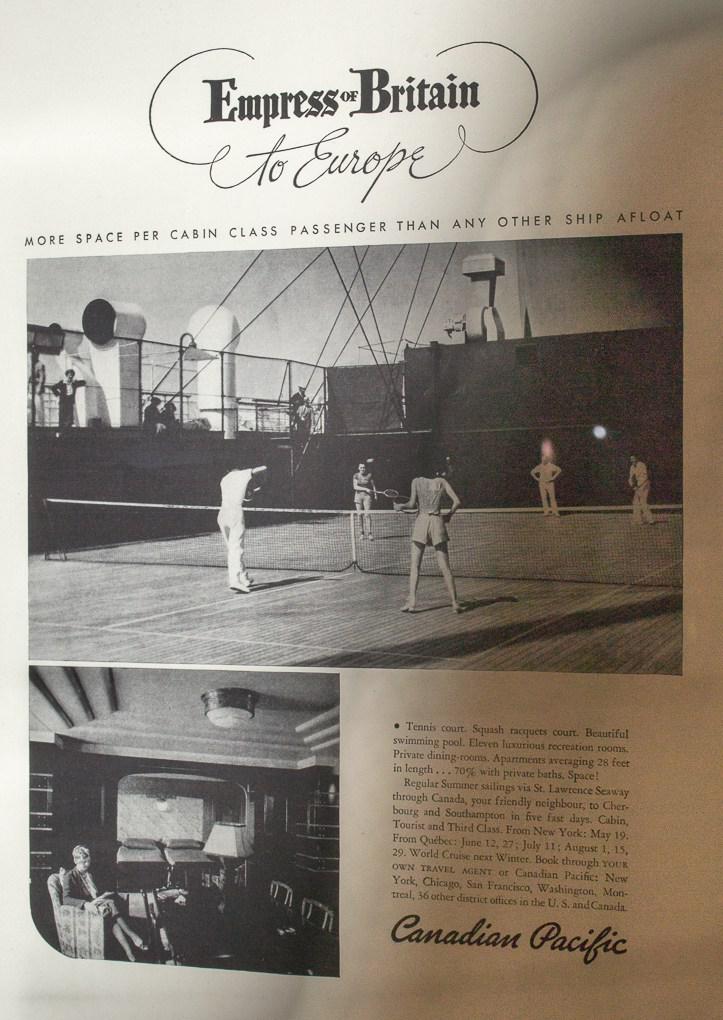 Empress OF Britain
to Europe
MORE SPACE PER CABIN CLASS PASSENGER THAN ANY OTHER SHIP AFLOAT
• Tennis court. Squash racquets court. Beautiful
swimming pool. Eleven luxurious recreation rooms.
Private dining-rooms. Apartments averaging 28 feet
in length . . . 70% with private baths. Space!
Regular Summer sailings via St. Lawrence Seaway
through Canada, your friendly neighbour, to Cher-
bourg and Southampton in five fast days. Cabin,
Tourist and Third Class. From New York: May 19.
From Québec: June 12, 27; July 11; August 1, 15,
29. World Cruise next Winter. Book through YOUR
OWN TRAVEL AGENT or Canadian Pacific: New
York, Chicago, San Francisco, Washington, Mon-
treal, 36 other district offices in the U. S. and Canada.
Canadian Pacific